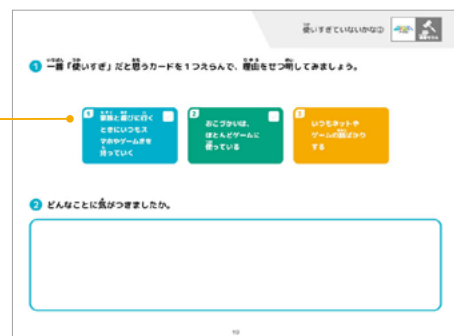 使いすぎていないかな②
1 一番「使いすぎ」だと思うカードを1つえらんで、理由をせつ明してみましょう。
1
家族と遊びに行く
ときにいつもス
マホやゲームきを
持っていく
2
おこづかいは、
ほとんどゲームに
使っている
3
いつもネットや
ゲームの話ばかり
する
2 どんなことに気がつきましたか。